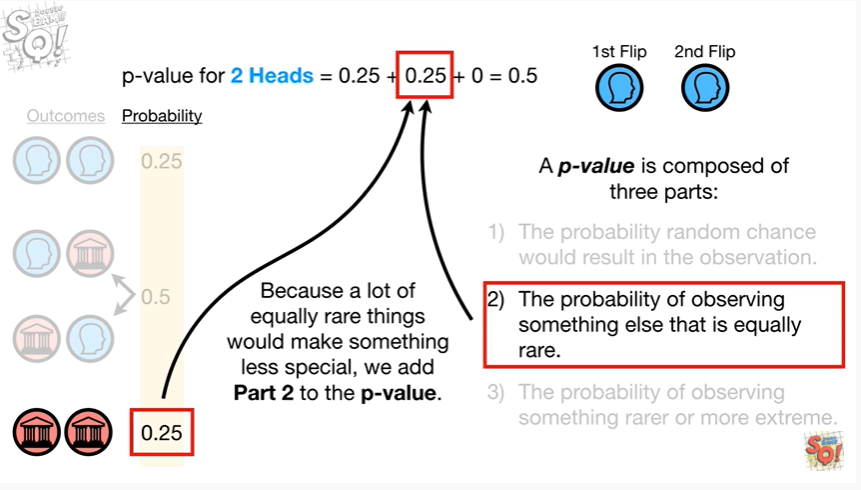 p-value for 2 Heads = 0.25 + 0.25 + 0 = 0.5
1st Flip 2nd Flip
Outcomes Probability
0.25
0.5
0.25
Because a lot of
equally rare things
would make something
less special, we add
Part 2 to the p-value.
A p-value is composed of
three parts:
1) The probability random chance
would result in the observation.
2) The probability of observing
something else that is equally
rare.
3) The probability of observing
something rarer or more extreme.
SQ!